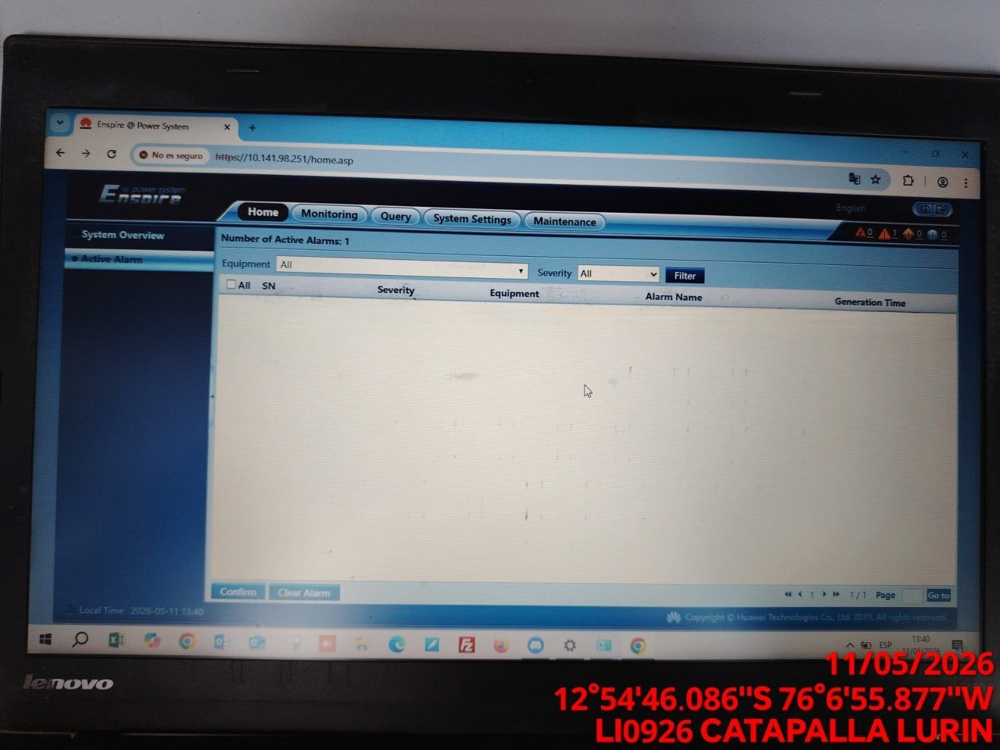 Enspire @ Power System
No es seguro https://10.141.98.251/home.asp
@ power system
Enspire
English
Home Monitoring Query System Settings Maintenance
0 1 0 0
System Overview
Active Alarm
Number of Active Alarms: 1
Equipment All Severity All Filter
All SN Severity Equipment Alarm Name Generation Time
Confirm Clear Alarm
1 1 / 1 Page Go to
Local Time 2026-05-11 13:40
Copyright © Huawei Technologies Co., Ltd. 2019. All rights reserved.
ESP
13:40
11/05/2026
lenovo
11/05/2026
12°54'46.086"S 76°6'55.877"W
LI0926 CATAPALLA LURIN